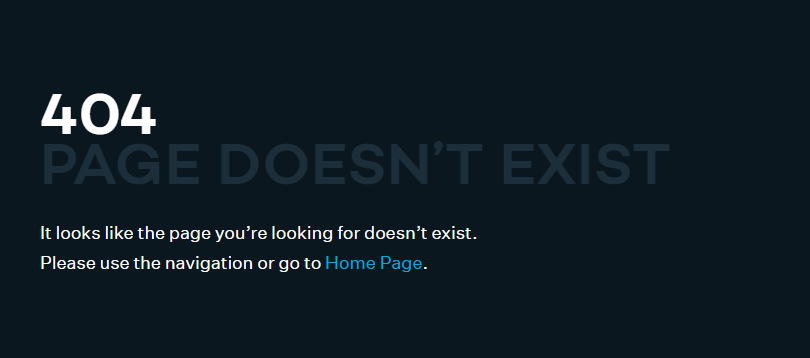 404
PAGE DOESN’T EXIST
It looks like the page you’re looking for doesn’t exist.
Please use the navigation or go to Home Page.